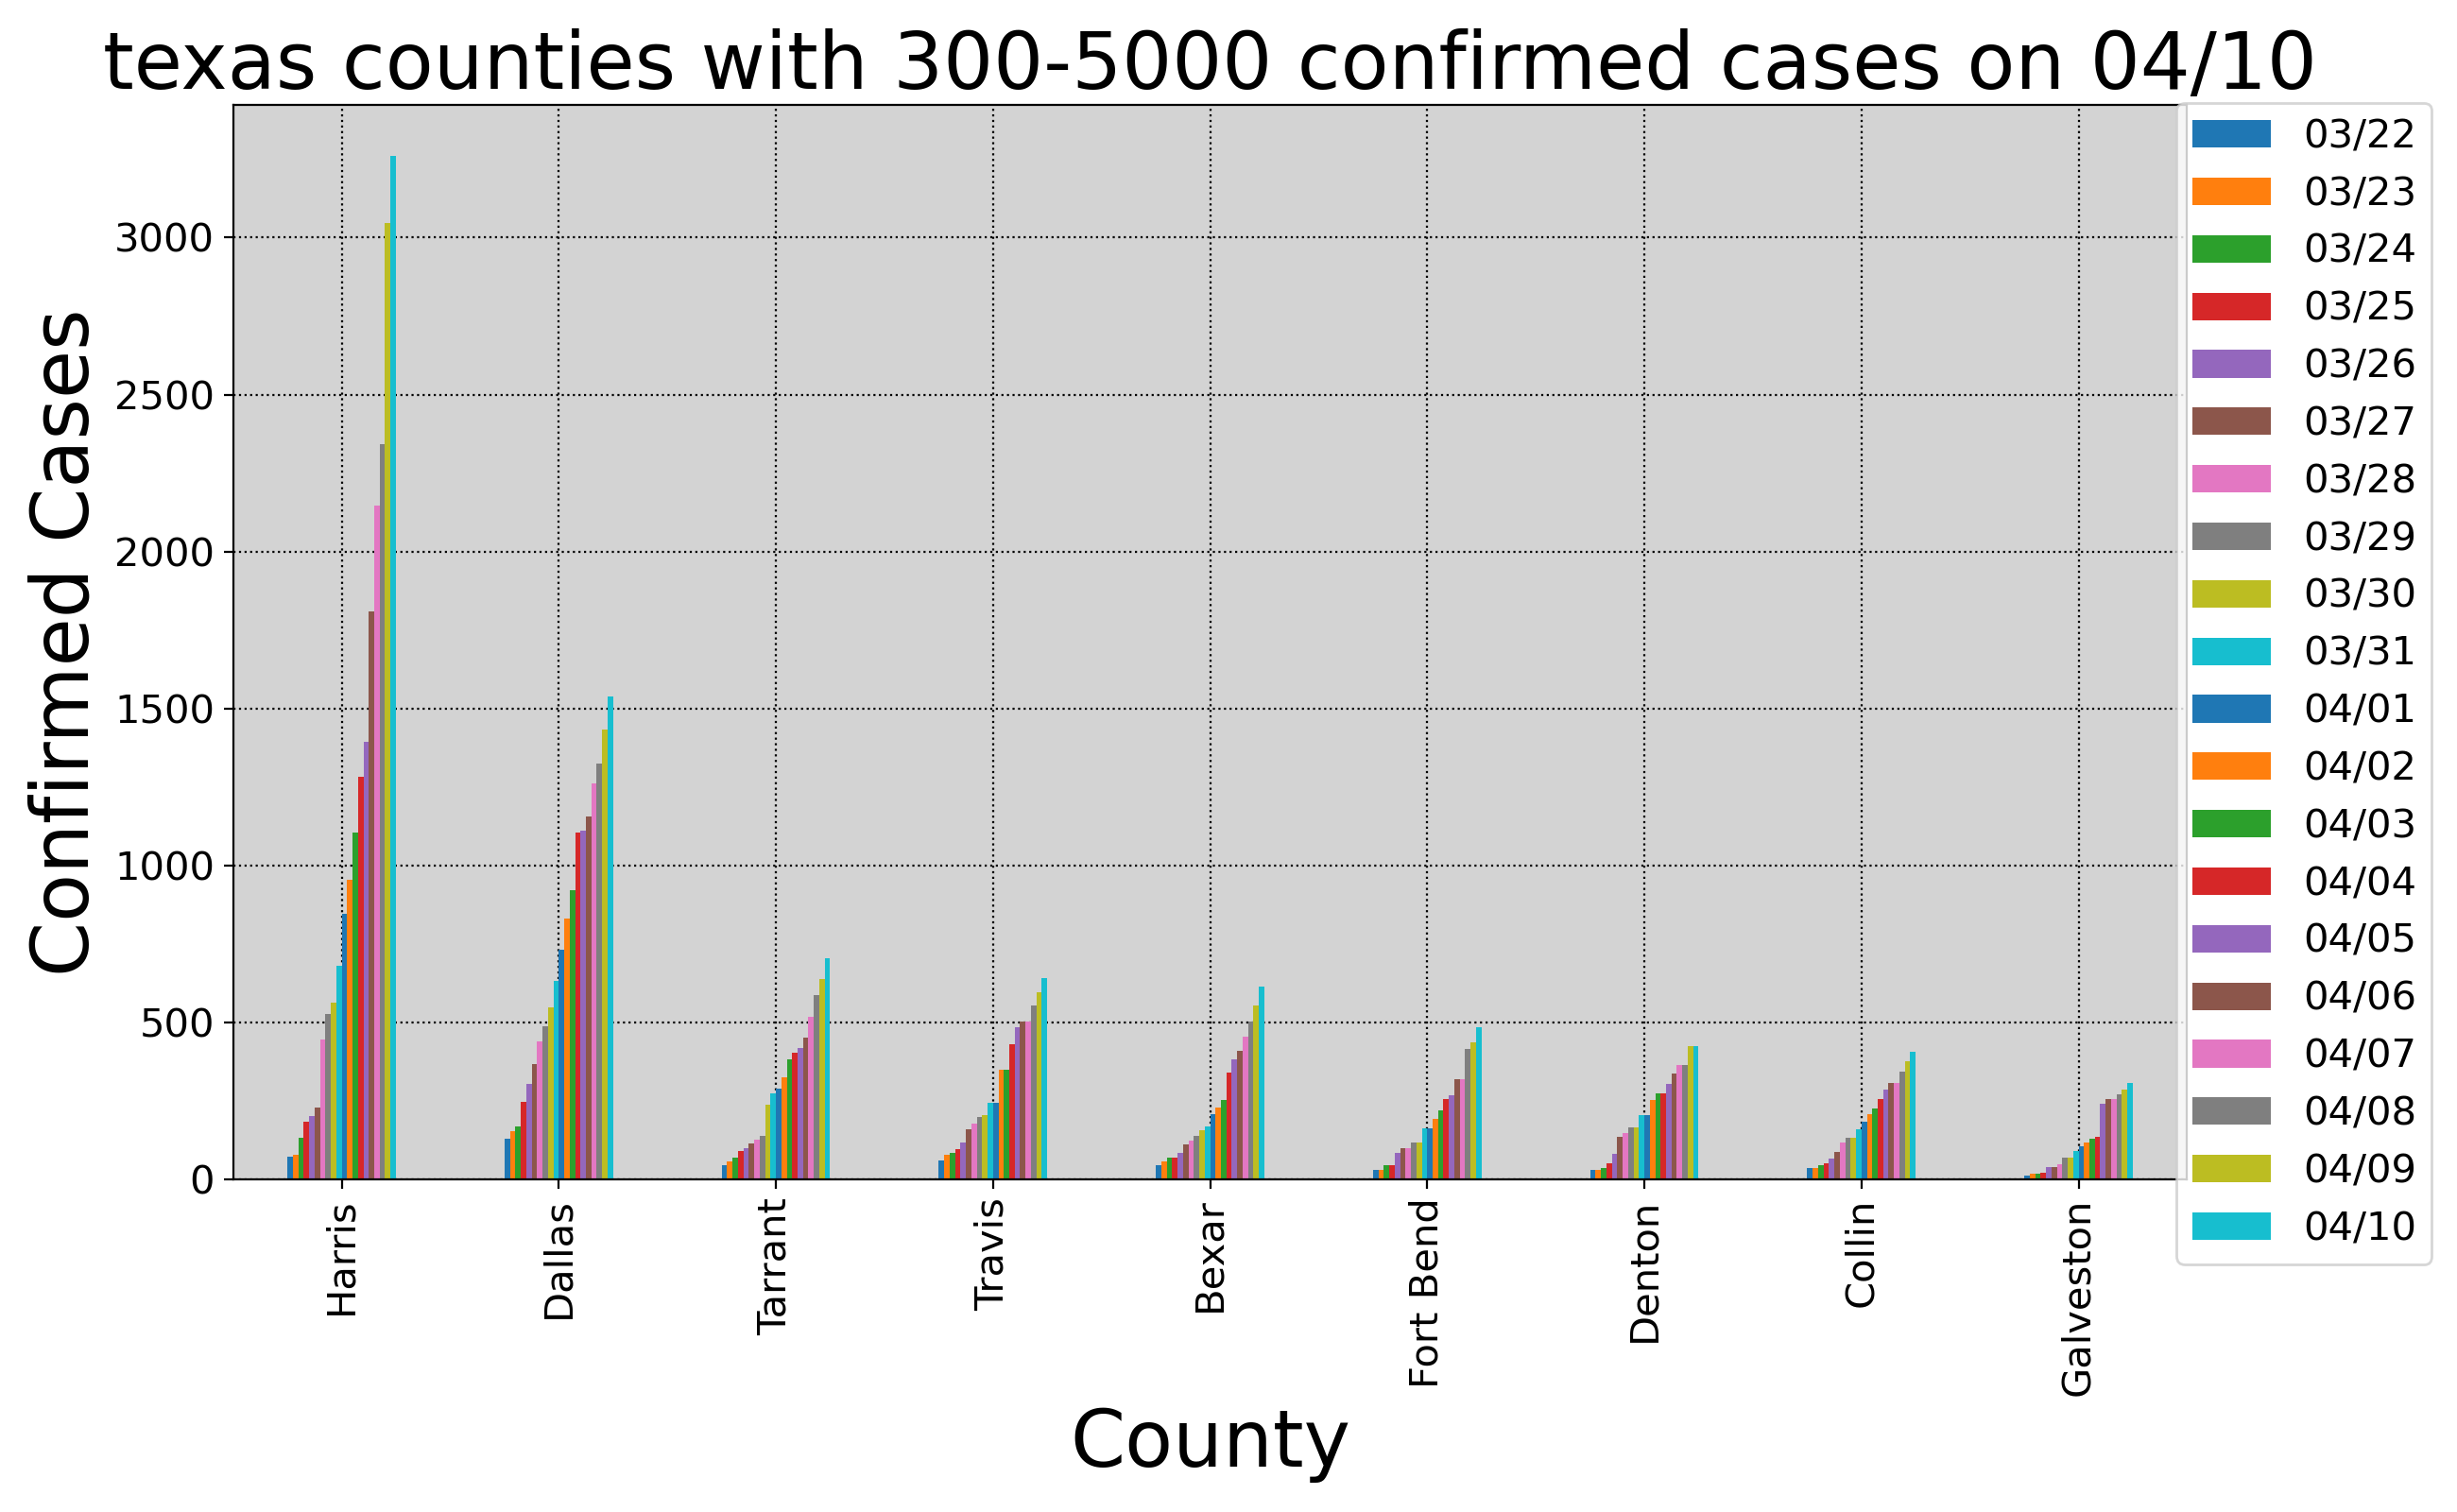 texas counties with 300-5000 confirmed cases on 04/10
Confirmed Cases
3000
2500
2000
1500
1000
500
0
03/22
03/23
03/24
03/25
03/26
03/27
03/28
03/29
03/30
03/31
04/01
04/02
04/03
04/04
04/05
04/06
04/07
04/08
04/09
04/10
Harris
Dallas
Tarrant
Travis
Bexar
Fort Bend
Denton
Collin
Galveston
County